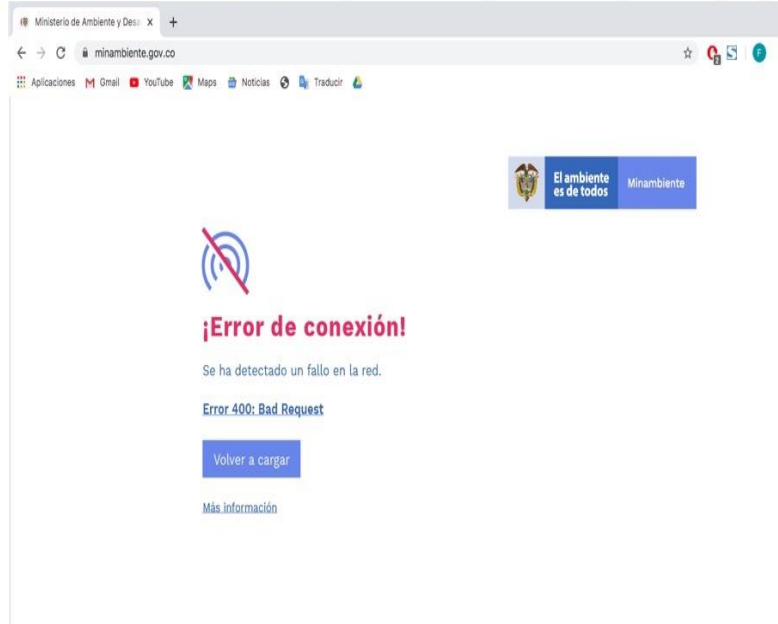 Ministerio de Ambiente y Desa
minambiente.gov.co
Aplicaciones Gmail YouTube Maps Noticias Traducir
El ambiente
es de todos
Minambiente
¡Error de conexión!
Se ha detectado un fallo en la red.
Error 400: Bad Request
Volver a cargar
Más información